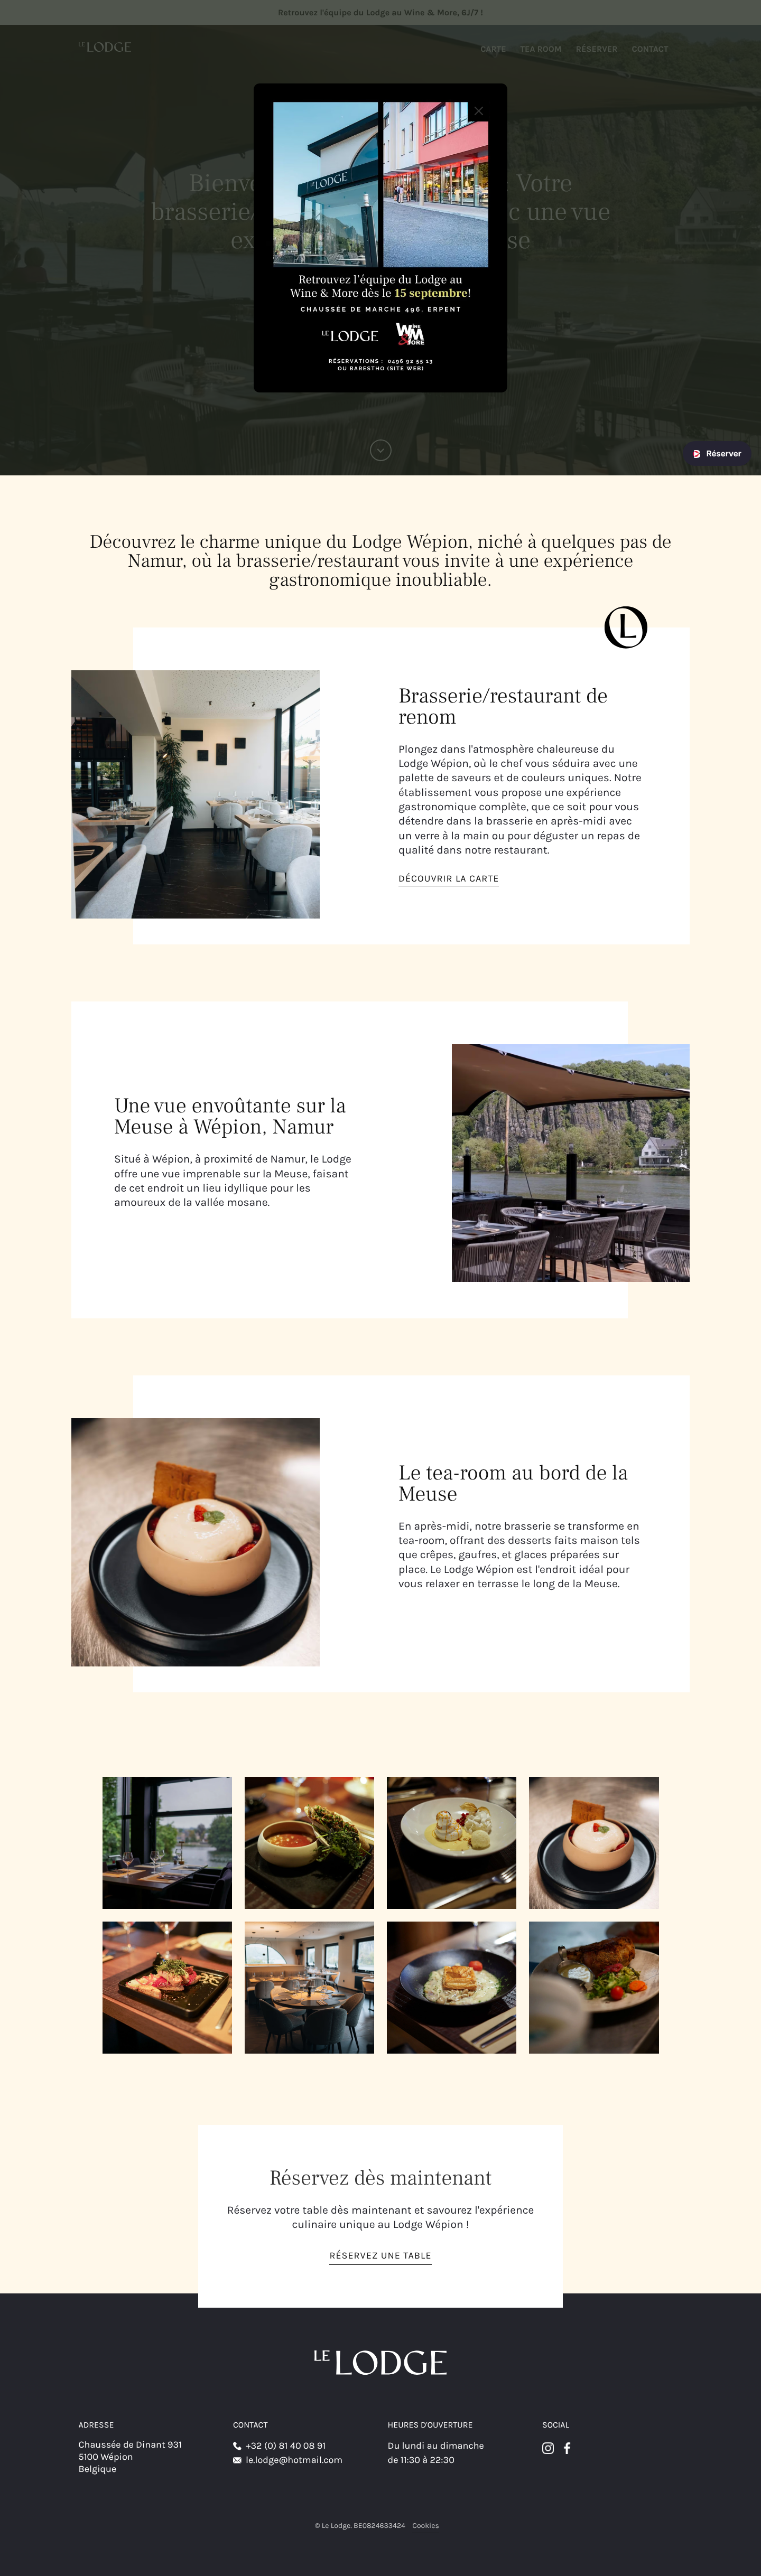 Retrouvez l'équipe du Lodge au Wine & More, 6J/7 !
LE LODGE
CARTE TEA ROOM RÉSERVER CONTACT
Votre
brasserie/
une vue
LE LODGE
Retrouvez l'équipe du Lodge au
Wine & More dès le 15 septembre!
CHAUSSÉE DE MARCHE 496, ERPENT
LE LODGE
WINE & MORE
RÉSERVATIONS : 0496 92 55 13
OU BARESTHO (SITE WEB)
Réserver
Découvrez le charme unique du Lodge Wépion, niché à quelques pas de
Namur, où la brasserie/restaurant vous invite à une expérience
gastronomique inoubliable.
L
Brasserie/restaurant de
renom
Plongez dans l'atmosphère chaleureuse du
Lodge Wépion, où le chef vous séduira avec une
palette de saveurs et de couleurs uniques. Notre
établissement vous propose une expérience
gastronomique complète, que ce soit pour vous
détendre dans la brasserie en après-midi avec
un verre à la main ou pour déguster un repas de
qualité dans notre restaurant.
DÉCOUVRIR LA CARTE
Une vue envoûtante sur la
Meuse à Wépion, Namur
Situé à Wépion, à proximité de Namur, le Lodge
offre une vue imprenable sur la Meuse, faisant
de cet endroit un lieu idyllique pour les
amoureux de la vallée mosane.
Le tea-room au bord de la
Meuse
En après-midi, notre brasserie se transforme en
tea-room, offrant des desserts faits maison tels
que crêpes, gaufres, et glaces préparées sur
place. Le Lodge Wépion est l'endroit idéal pour
vous relaxer en terrasse le long de la Meuse.
Réservez dès maintenant
Réservez votre table dès maintenant et savourez l'expérience
culinaire unique au Lodge Wépion !
RÉSERVEZ UNE TABLE
LE LODGE
ADRESSE
Chaussée de Dinant 931
5100 Wépion
Belgique
CONTACT
+32 (0) 81 40 08 91
le.lodge@hotmail.com
HEURES D'OUVERTURE
Du lundi au dimanche
de 11:30 à 22:30
SOCIAL
© Le Lodge. BE0824633424 Cookies